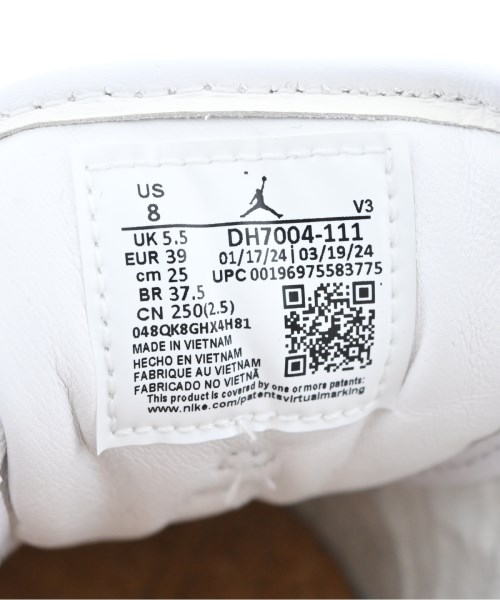 US
8
V3
UK 5.5 DH7004-111
EUR 39 01/17/24 | 03/19/24
cm 25 UPC 00196975583775
BR 37.5
CN 250(2.5)
048QK8GHX4H81
MADE IN VIETNAM
HECHO EN VIETNAM
FABRIQUE AU VIETNAM
FABRICADO NO VIETNÃ
This product is covered by one or more patents:
www.nike.com/patentsvirtualmarking